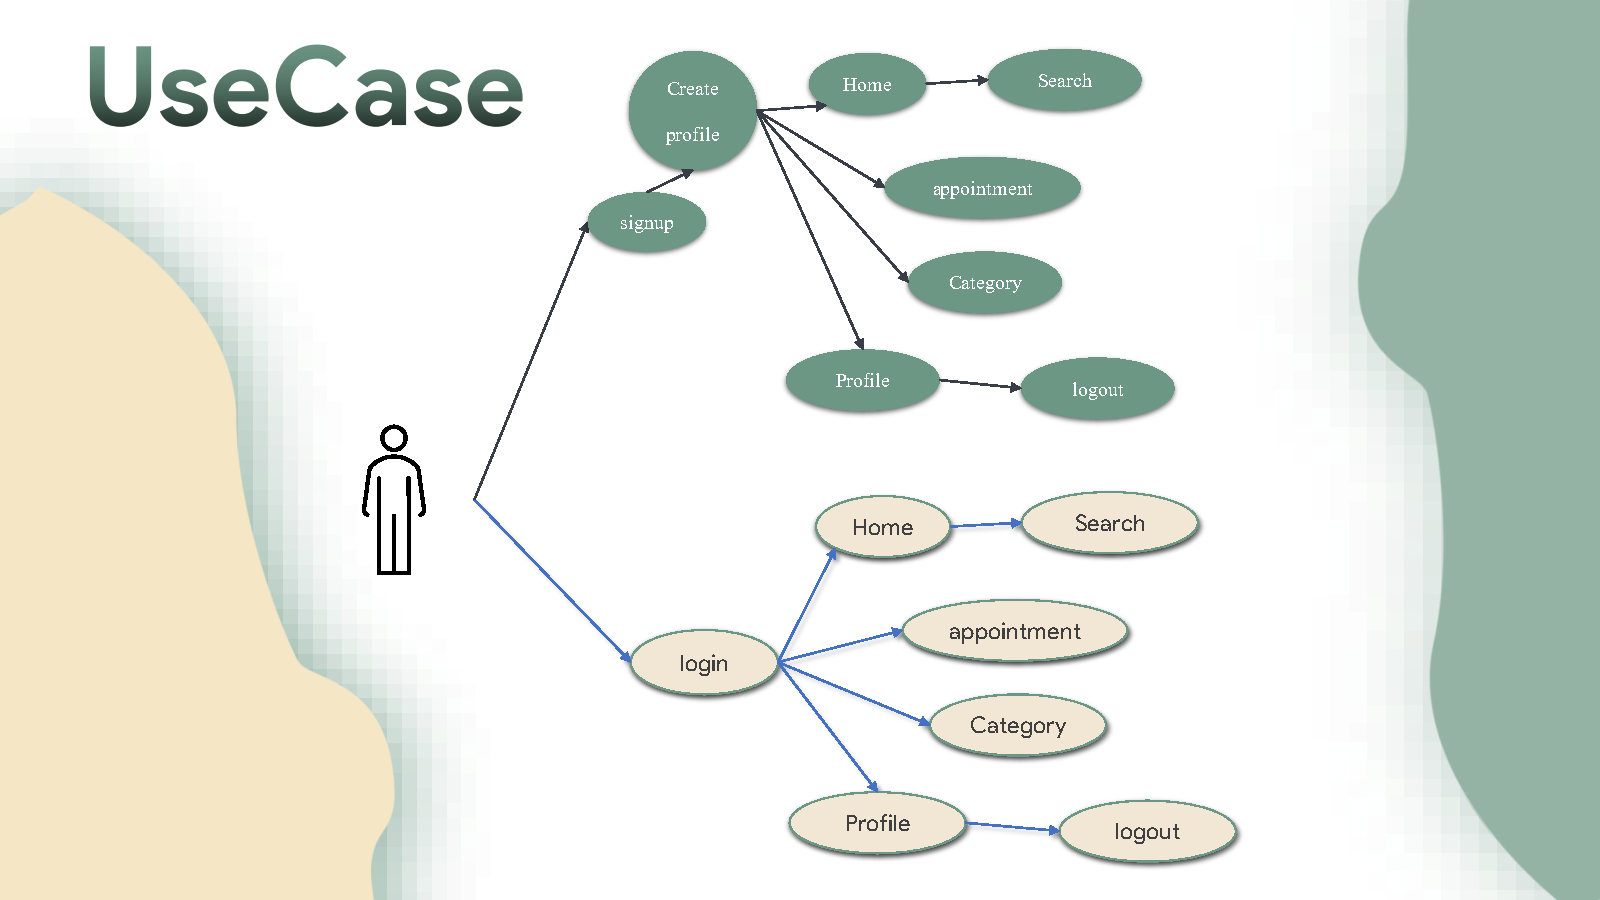 UseCase
Create
profile
Home
Search
appointment
signup
Category
Profile
logout
Home
Search
appointment
login
Category
Profile
logout